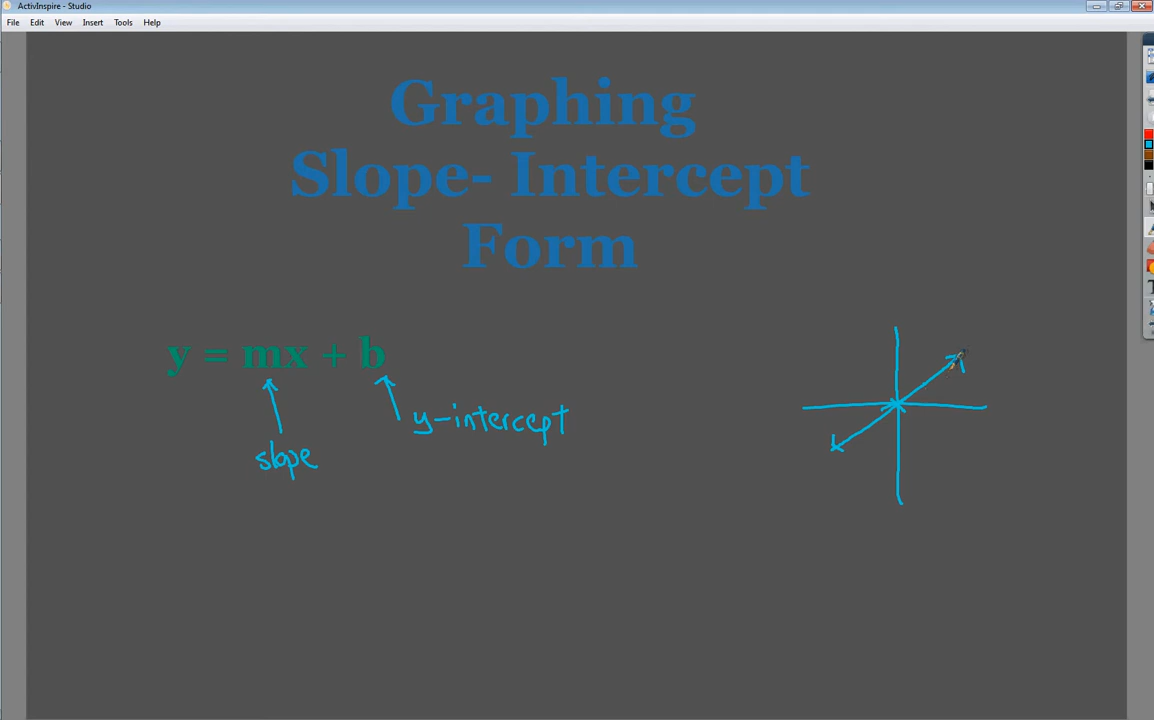 ActivInspire - Studio
File Edit View Insert Tools Help
Graphing
Slope- Intercept
Form
y = mx + b
y-intercept
slope